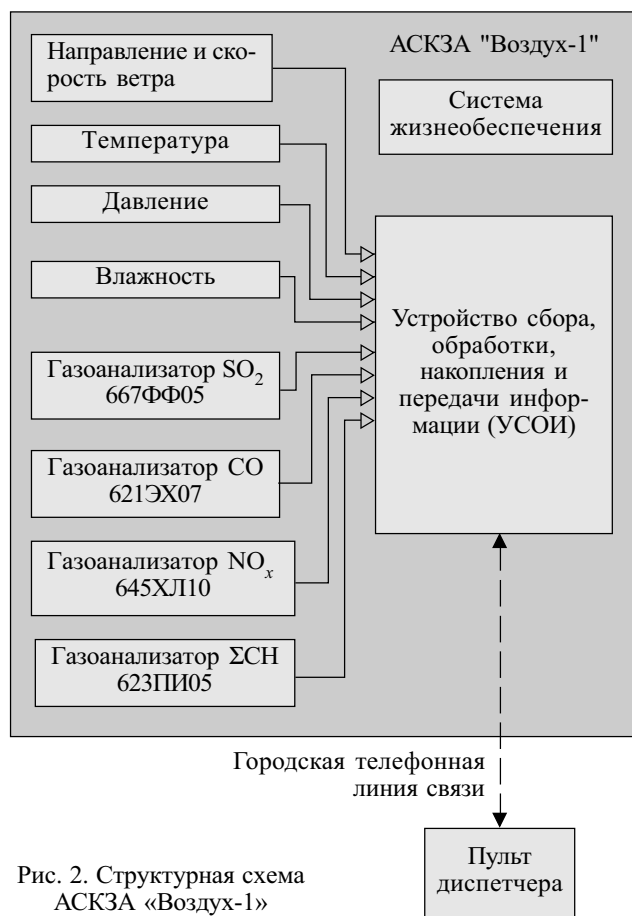 АСКЗА "Воздух-1"
Направление и ско-
рость ветра
Система
жизнеобеспечения
Температура
Давление
Влажность
Газоанализатор SO₂
667ФФ05
Газоанализатор CO
621ЭХ07
Газоанализатор NOₓ
645ХЛ10
Газоанализатор ΣCH
623ПИ05
Устройство сбора,
обработки,
накопления и
передачи инфор-
мации (УСОИ)
Городская телефонная
линия связи
Пульт
диспетчера
Рис. 2. Структурная схема
АСКЗА «Воздух-1»